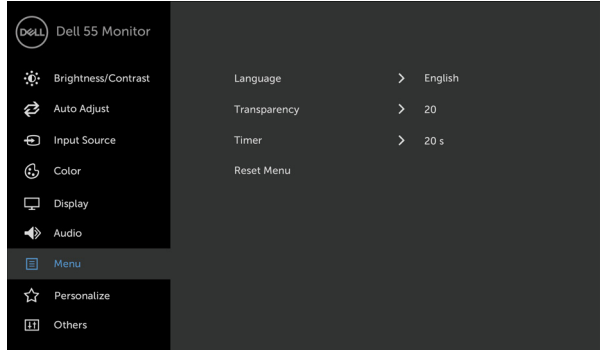 DELL
Dell 55 Monitor
Brightness/Contrast
Auto Adjust
Input Source
Color
Display
Audio
Menu
Personalize
Others
Language > English
Transparency > 20
Timer > 20 s
Reset Menu